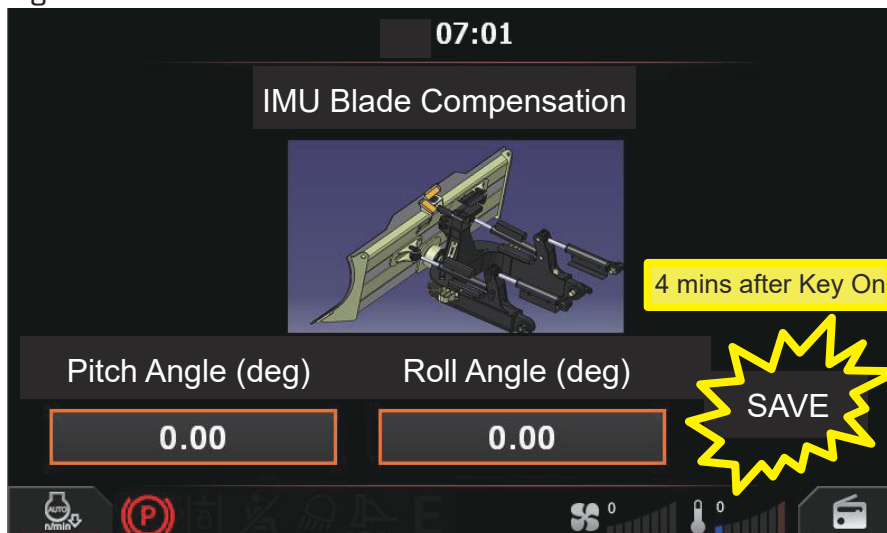 07:01
IMU Blade Compensation
4 mins after Key On
Pitch Angle (deg)
Roll Angle (deg)
SAVE
0.00
0.00
AUTO
n/min
(P)
E
0
0